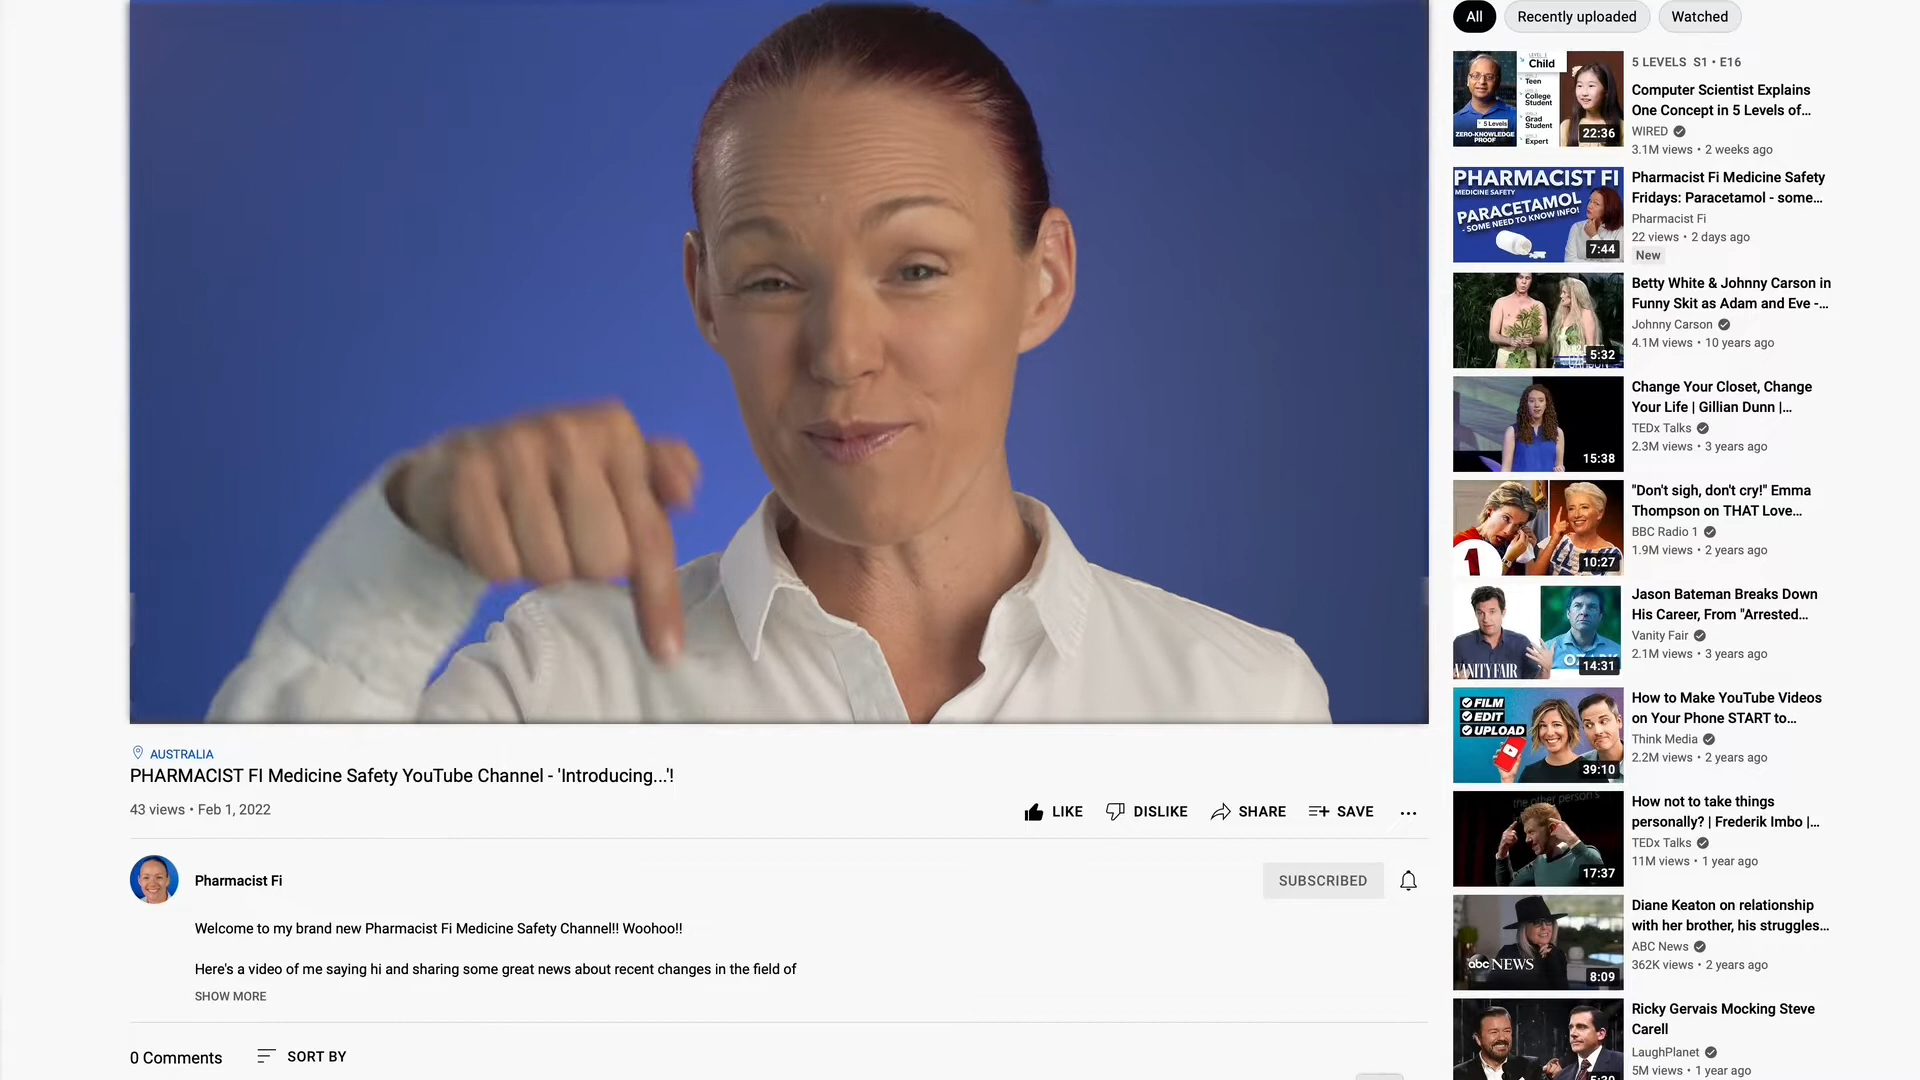 All
Recently uploaded
Watched
Child
Teen
College
Student
Grad
Student
Expert
5 Levels
ZERO-KNOWLEDGE
PROOF
22:36
5 LEVELS S1 • E16
Computer Scientist Explains
One Concept in 5 Levels of...
WIRED
3.1M views • 2 weeks ago
PHARMACIST FI
MEDICINE SAFETY
PARACETAMOL
- SOME NEED TO KNOW INFO!
7:44
Pharmacist Fi Medicine Safety
Fridays: Paracetamol - some...
Pharmacist Fi
22 views • 2 days ago
New
5:32
Betty White & Johnny Carson in
Funny Skit as Adam and Eve -...
Johnny Carson
4.1M views • 10 years ago
15:38
Change Your Closet, Change
Your Life | Gillian Dunn |...
TEDx Talks
2.3M views • 3 years ago
1
10:27
"Don't sigh, don't cry!" Emma
Thompson on THAT Love...
BBC Radio 1
1.9M views • 2 years ago
VANITY FAIR
14:31
Jason Bateman Breaks Down
His Career, From "Arrested...
Vanity Fair
2.1M views • 3 years ago
FILM
EDIT
UPLOAD
39:10
How to Make YouTube Videos
on Your Phone START to...
Think Media
2.2M views • 2 years ago
the other person's
17:37
How not to take things
personally? | Frederik Imbo |...
TEDx Talks
11M views • 1 year ago
abc NEWS
8:09
Diane Keaton on relationship
with her brother, his struggles...
ABC News
362K views • 2 years ago
Ricky Gervais Mocking Steve
Carell
LaughPlanet
5M views • 1 year ago
AUSTRALIA
PHARMACIST FI Medicine Safety YouTube Channel - 'Introducing...'!
43 views • Feb 1, 2022
LIKE
DISLIKE
SHARE
SAVE
Pharmacist Fi
SUBSCRIBED
Welcome to my brand new Pharmacist Fi Medicine Safety Channel!! Woohoo!!
Here's a video of me saying hi and sharing some great news about recent changes in the field of
SHOW MORE
0 Comments
SORT BY